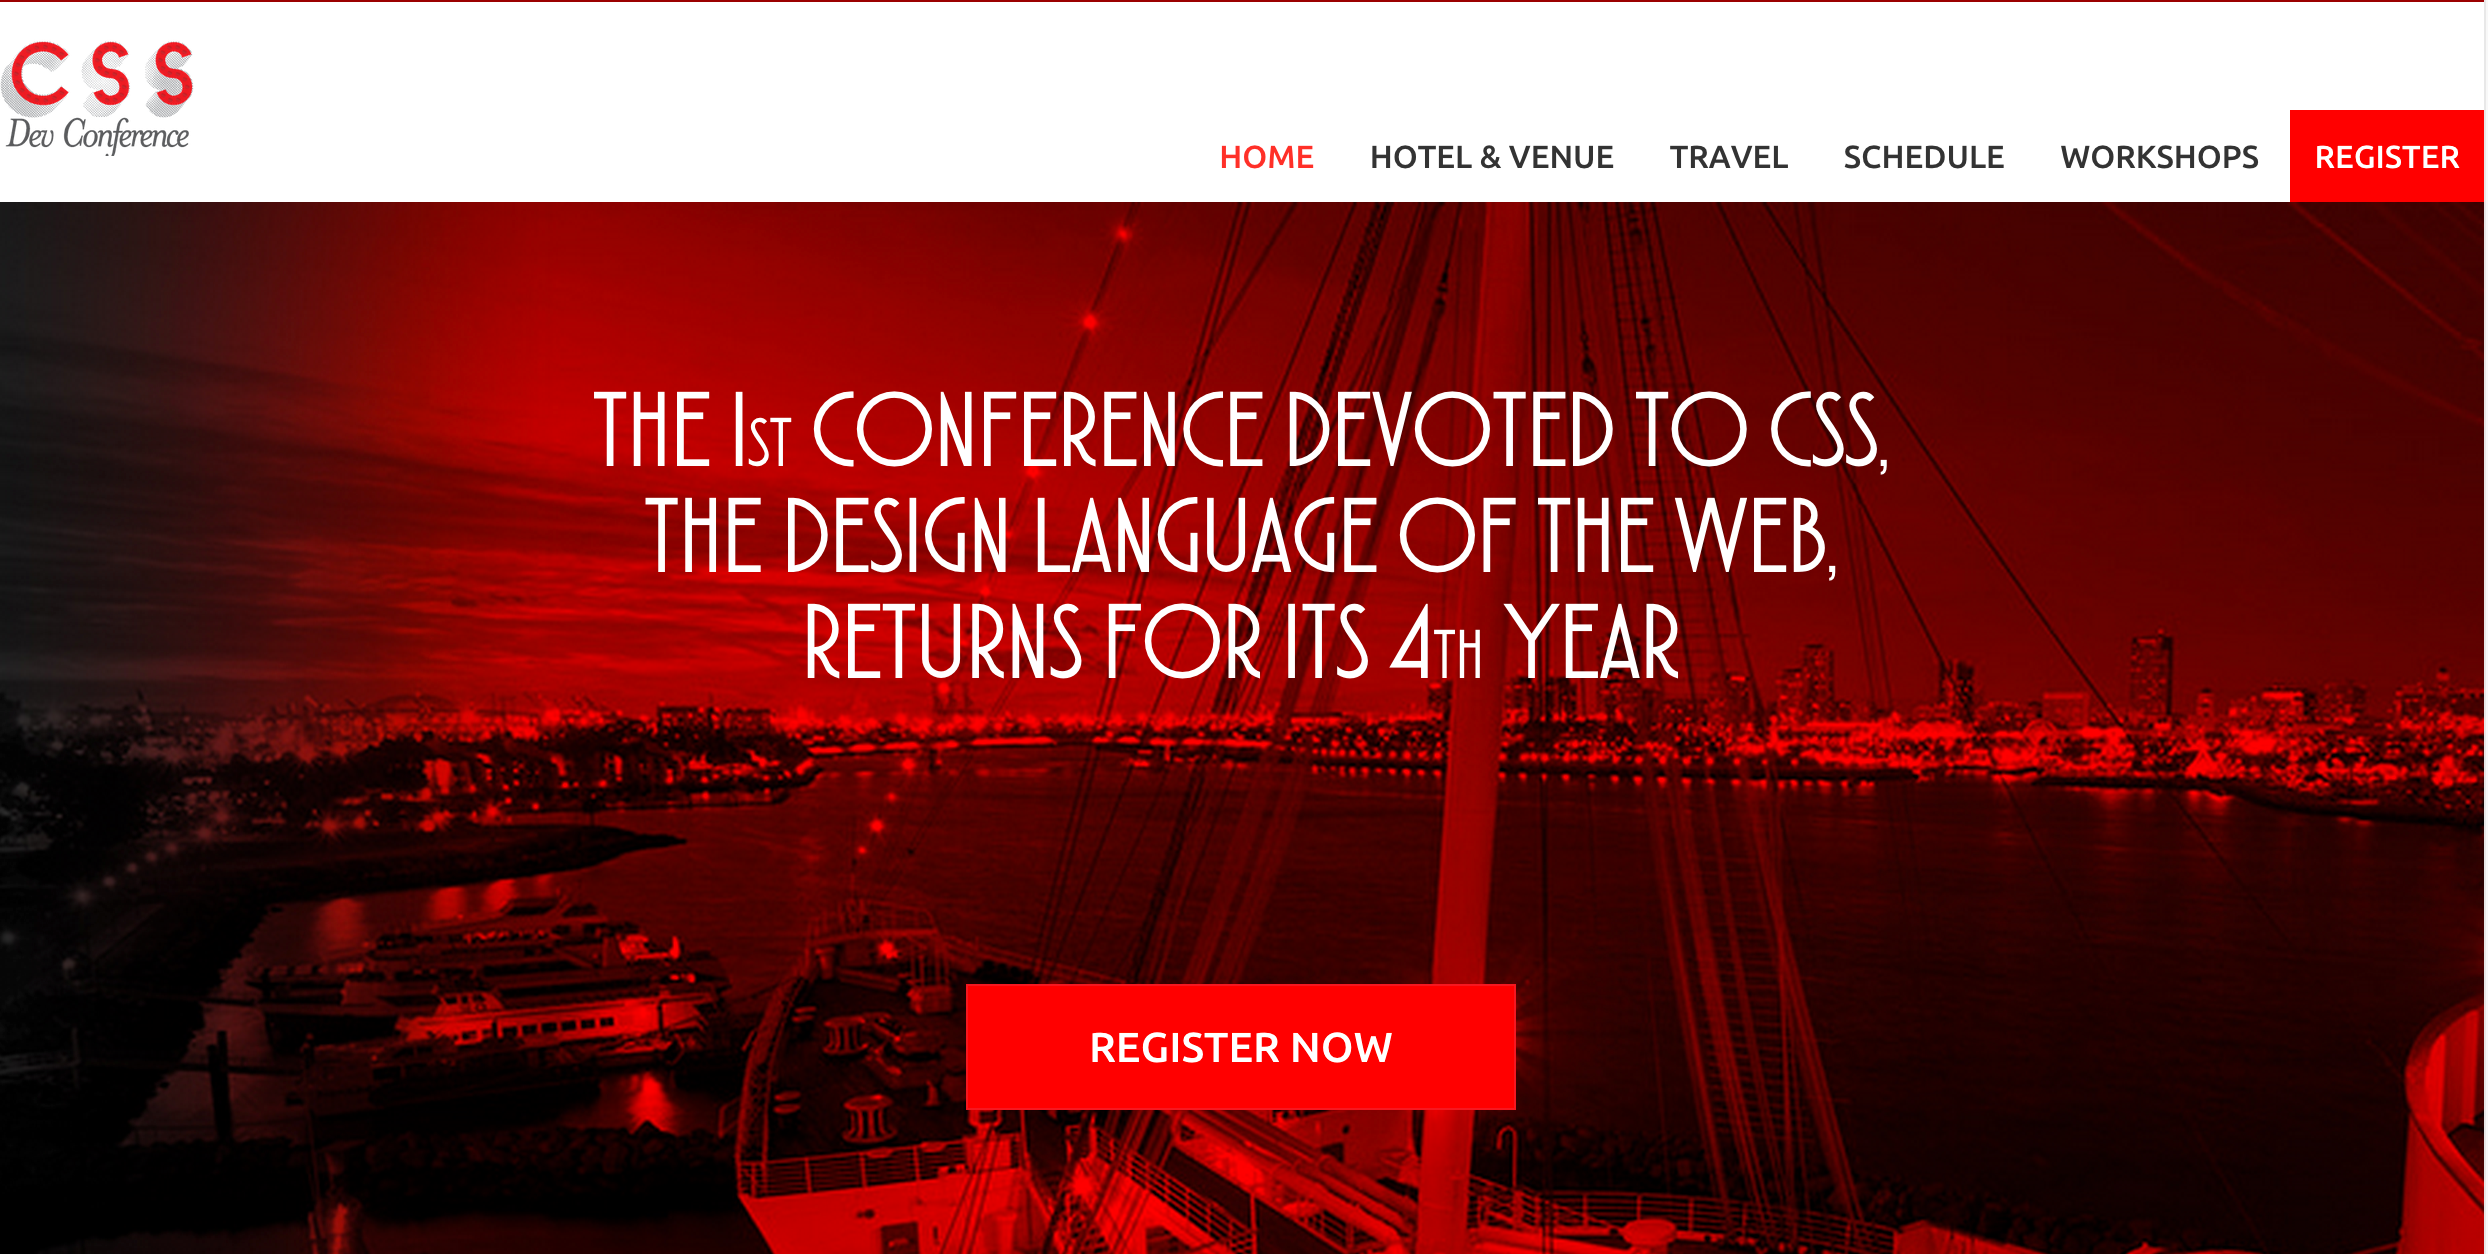 CSS
Dev Conference
HOME HOTEL & VENUE TRAVEL SCHEDULE WORKSHOPS REGISTER
THE 1ST CONFERENCE DEVOTED TO CSS,
THE DESIGN LANGUAGE OF THE WEB,
RETURNS FOR ITS 4TH YEAR
REGISTER NOW